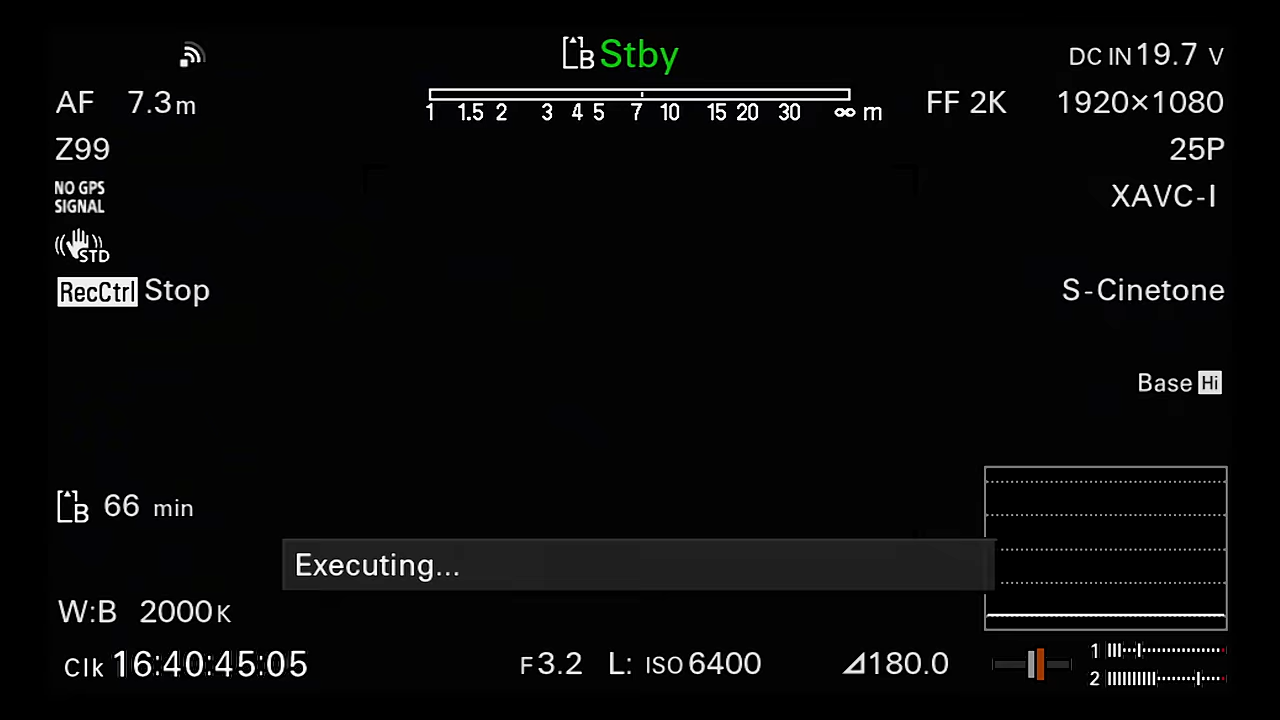 B Stby
DC IN 19.7 V
AF 7.3 m
1 1.5 2 3 4 5 7 10 15 20 30 ∞ m
FF 2K 1920×1080
Z99
25P
NO GPS
SIGNAL
XAVC-I
STD
RecCtrl Stop
S-Cinetone
Base Hi
B 66 min
Executing...
W:B 2000K
Clk 16:40:45:05
F3.2 L: ISO 6400 ⊿180.0
1
2